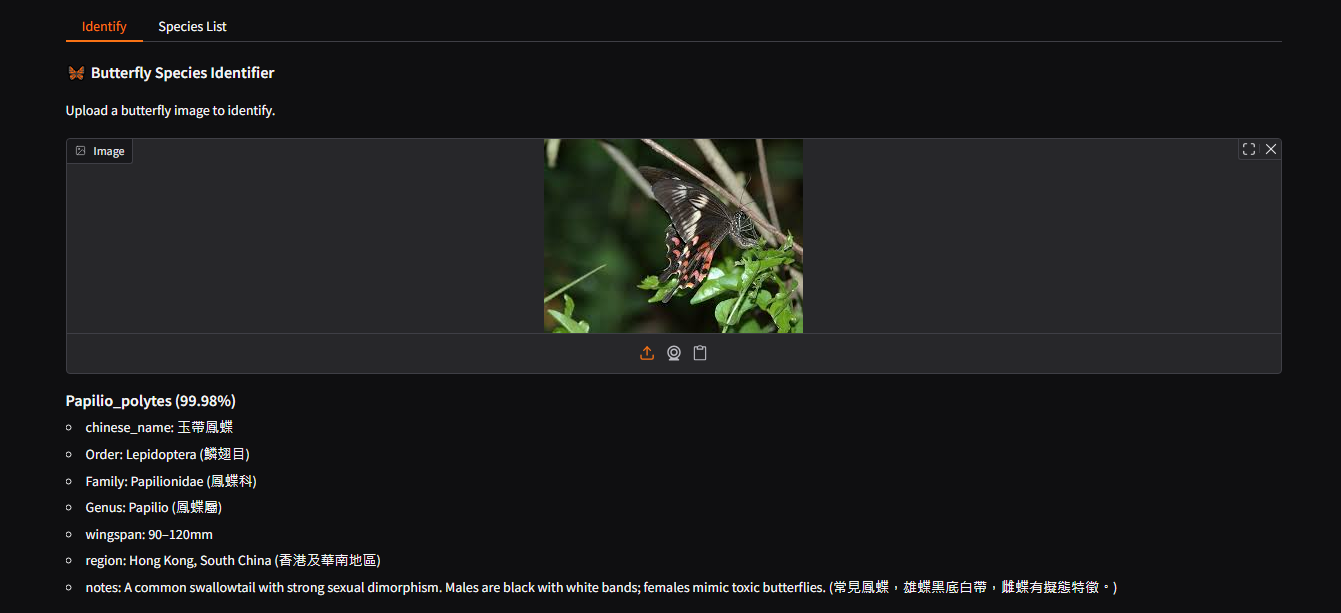 Identify Species List
Butterfly Species Identifier
Upload a butterfly image to identify.
Image
Papilio_polytes (99.98%)
chinese_name: 玉帶鳳蝶
Order: Lepidoptera (鱗翅目)
Family: Papilionidae (鳳蝶科)
Genus: Papilio (鳳蝶屬)
wingspan: 90–120mm
region: Hong Kong, South China (香港及華南地區)
notes: A common swallowtail with strong sexual dimorphism. Males are black with white bands; females mimic toxic butterflies. (常見鳳蝶，雄蝶黑底白帶，雌蝶有擬態特徵。)